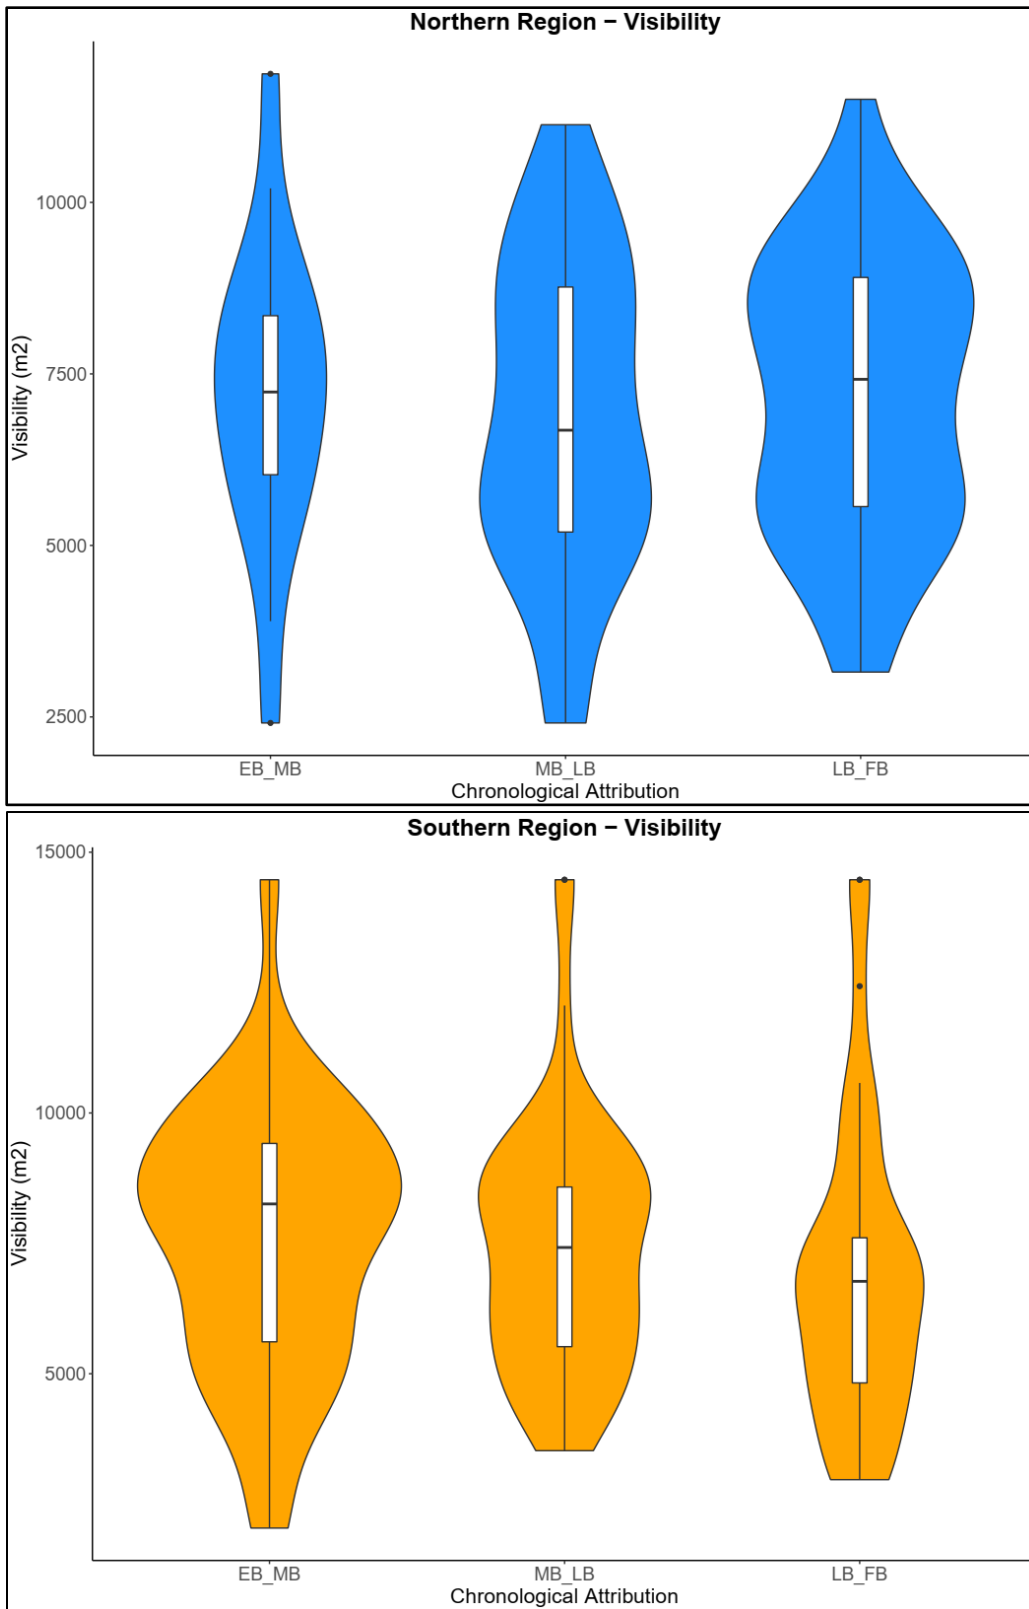 Northern Region − Visibility
Visibility (m2)
10000
7500
5000
2500
EB_MB MB_LB LB_FB
Chronological Attribution
Southern Region − Visibility
Visibility (m2)
15000
10000
5000
EB_MB MB_LB LB_FB
Chronological Attribution